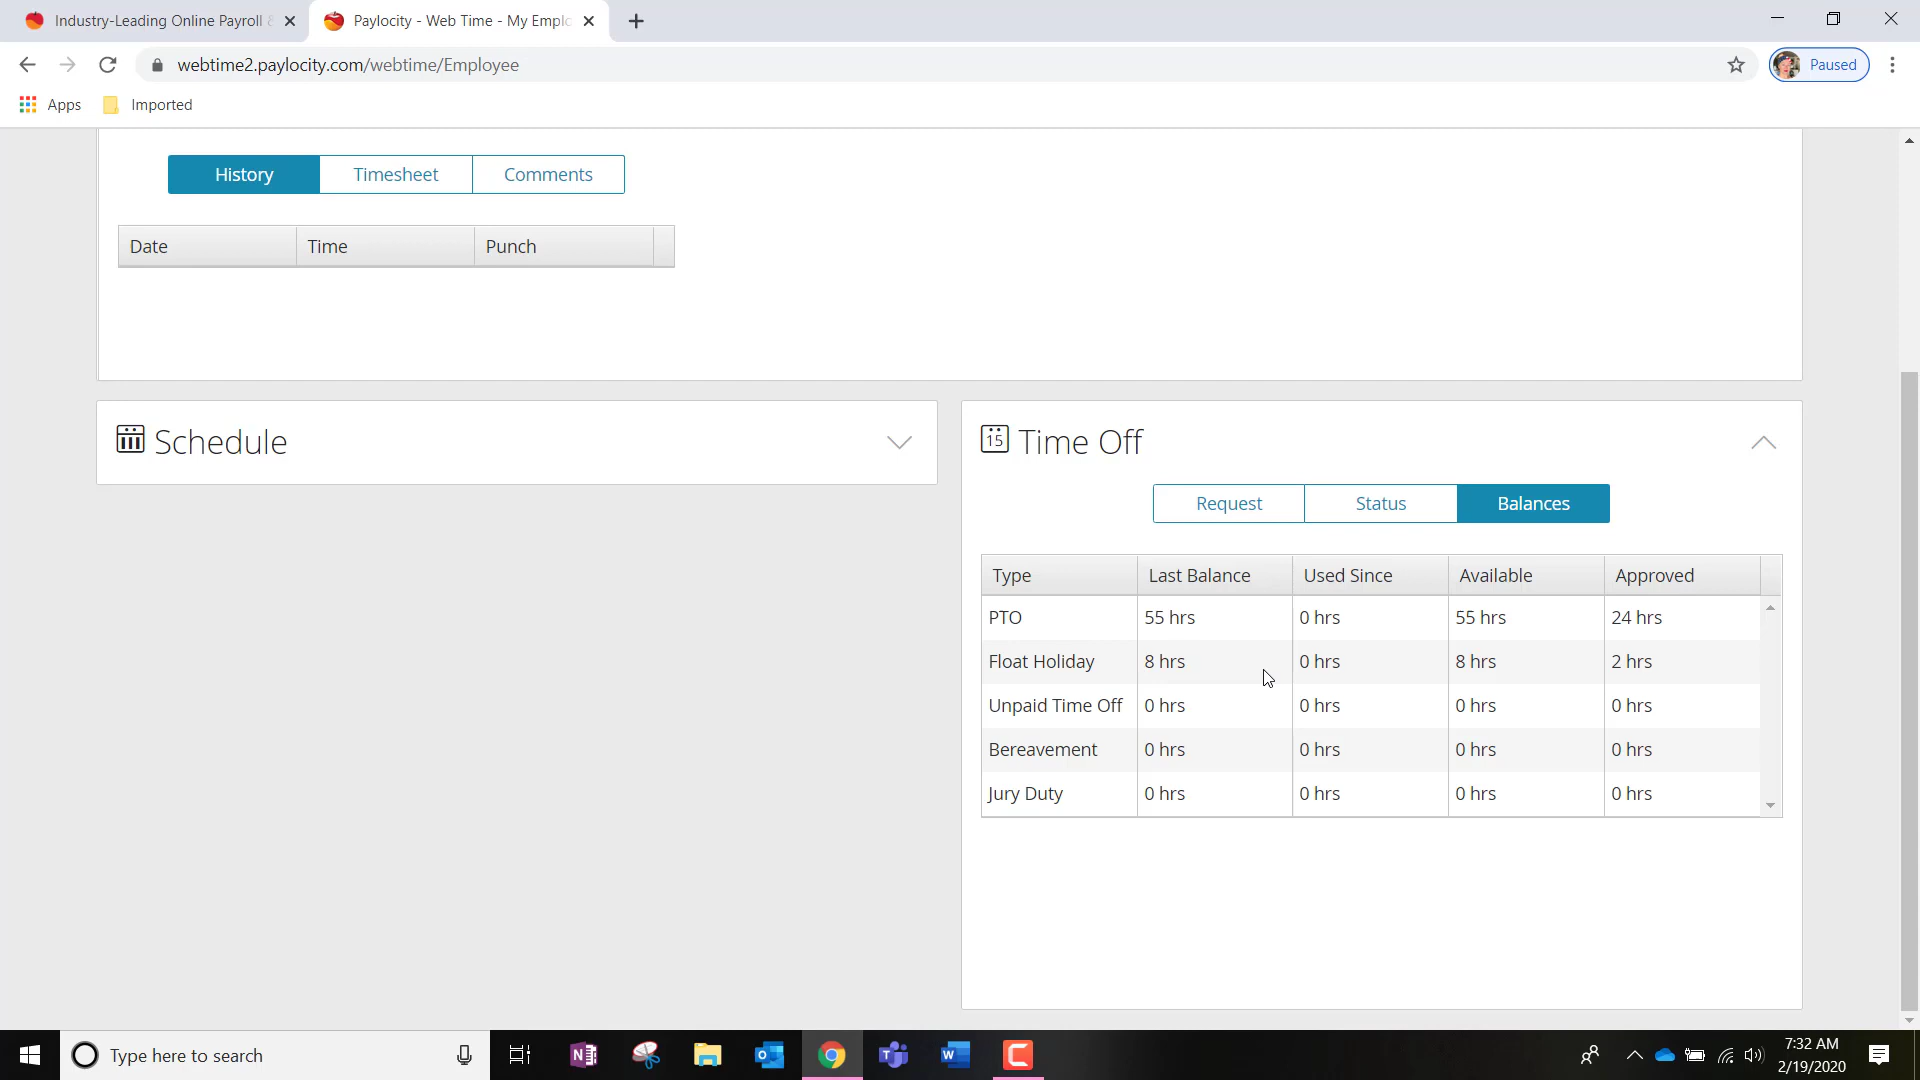 Industry-Leading Online Payroll &
Paylocity - Web Time - My Emplo
webtime2.paylocity.com/webtime/Employee
Paused
Apps
Imported
History
Timesheet
Comments
Date
Time
Punch
Schedule
15
Time Off
Request
Status
Balances
Type
Last Balance
Used Since
Available
Approved
PTO
55 hrs
0 hrs
55 hrs
24 hrs
Float Holiday
8 hrs
0 hrs
8 hrs
2 hrs
Unpaid Time Off
0 hrs
0 hrs
0 hrs
0 hrs
Bereavement
0 hrs
0 hrs
0 hrs
0 hrs
Jury Duty
0 hrs
0 hrs
0 hrs
0 hrs
Type here to search
7:32 AM
2/19/2020